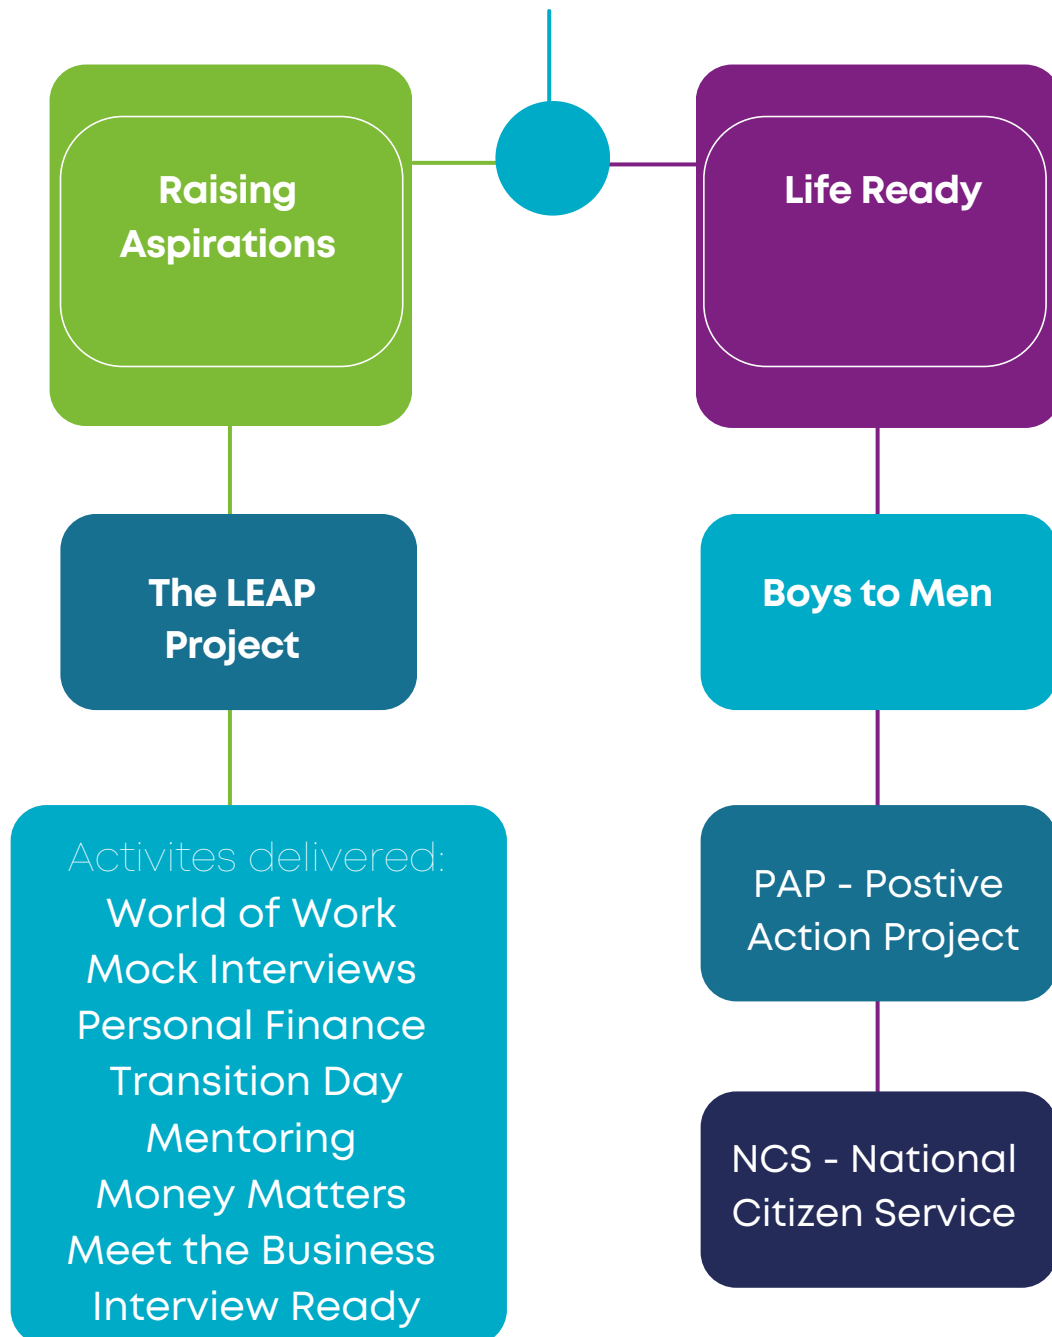 Raising
Aspirations
The LEAP
Project
Activites delivered:
World of Work
Mock Interviews
Personal Finance
Transition Day
Mentoring
Money Matters
Meet the Business
Interview Ready
Life Ready
Boys to Men
PAP - Postive
Action Project
NCS - National
Citizen Service